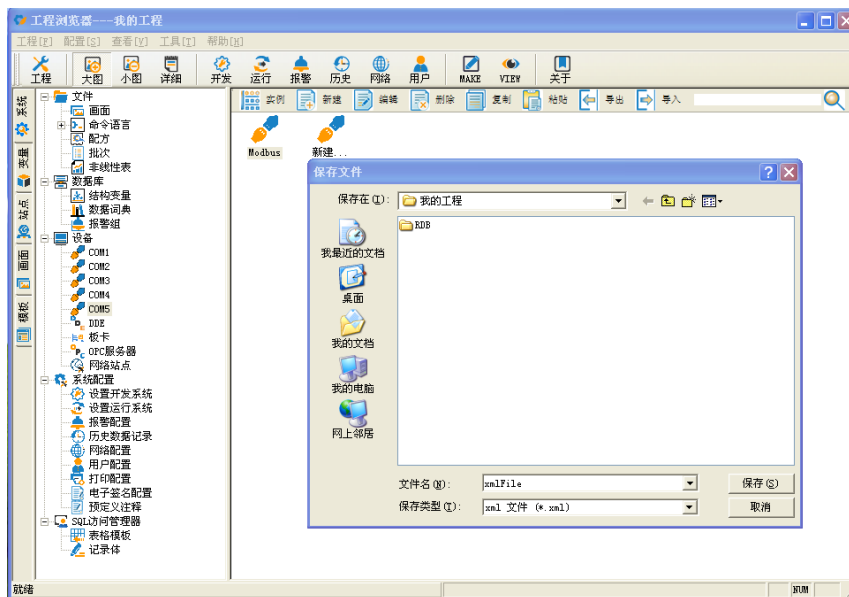 工程浏览器---我的工程
工程[F] 配置[S] 查看[V] 工具[T] 帮助[H]
工程 大图 小图 详细 开发 运行 报警 历史 网络 用户 MAKE VIEW 关于
实例 新建 编辑 删除 复制 粘贴 导出 导入
系统
变量
站点
画面
模板
文件
画面
命令语言
配方
批次
非线性表
数据库
结构变量
数据词典
报警组
设备
COM1
COM2
COM3
COM4
COM5
DDE
板卡
OPC服务器
网络站点
系统配置
设置开发系统
设置运行系统
报警配置
历史数据记录
网络配置
用户配置
打印配置
电子签名配置
预定义注释
SQL访问管理器
表格模板
记录体
Modbus 新建...
保存文件
保存在(I): 我的工程
RDB
我最近的文档
桌面
我的文档
我的电脑
网上邻居
文件名(N): xmlFile 保存(S)
保存类型(T): xml 文件 (*.xml) 取消
就绪 NUM